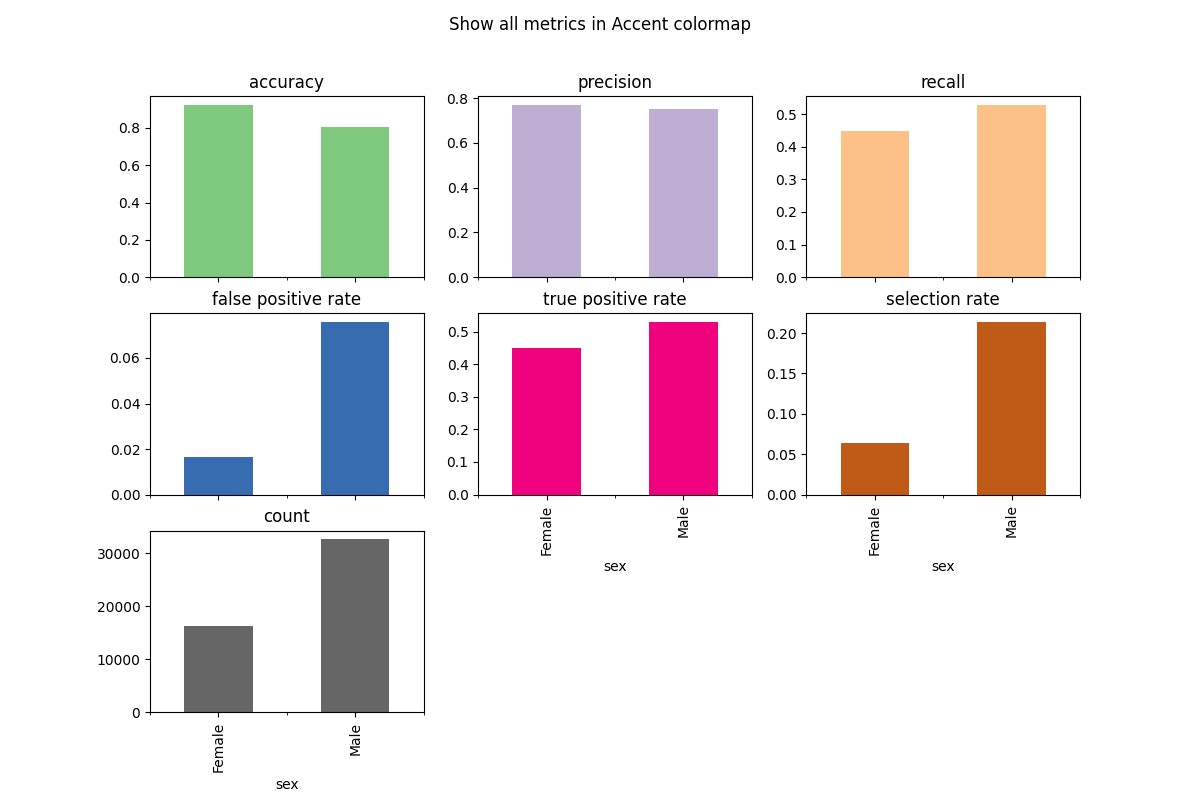 Show all metrics in Accent colormap
accuracy
0.8
0.6
0.4
0.2
0.0
precision
0.8
0.6
0.4
0.2
0.0
recall
0.5
0.4
0.3
0.2
0.1
0.0
false positive rate
0.06
0.04
0.02
0.00
true positive rate
0.5
0.4
0.3
0.2
0.1
0.0
Female
Male
sex
selection rate
0.20
0.15
0.10
0.05
0.00
Female
Male
sex
count
30000
20000
10000
0
Female
Male
sex